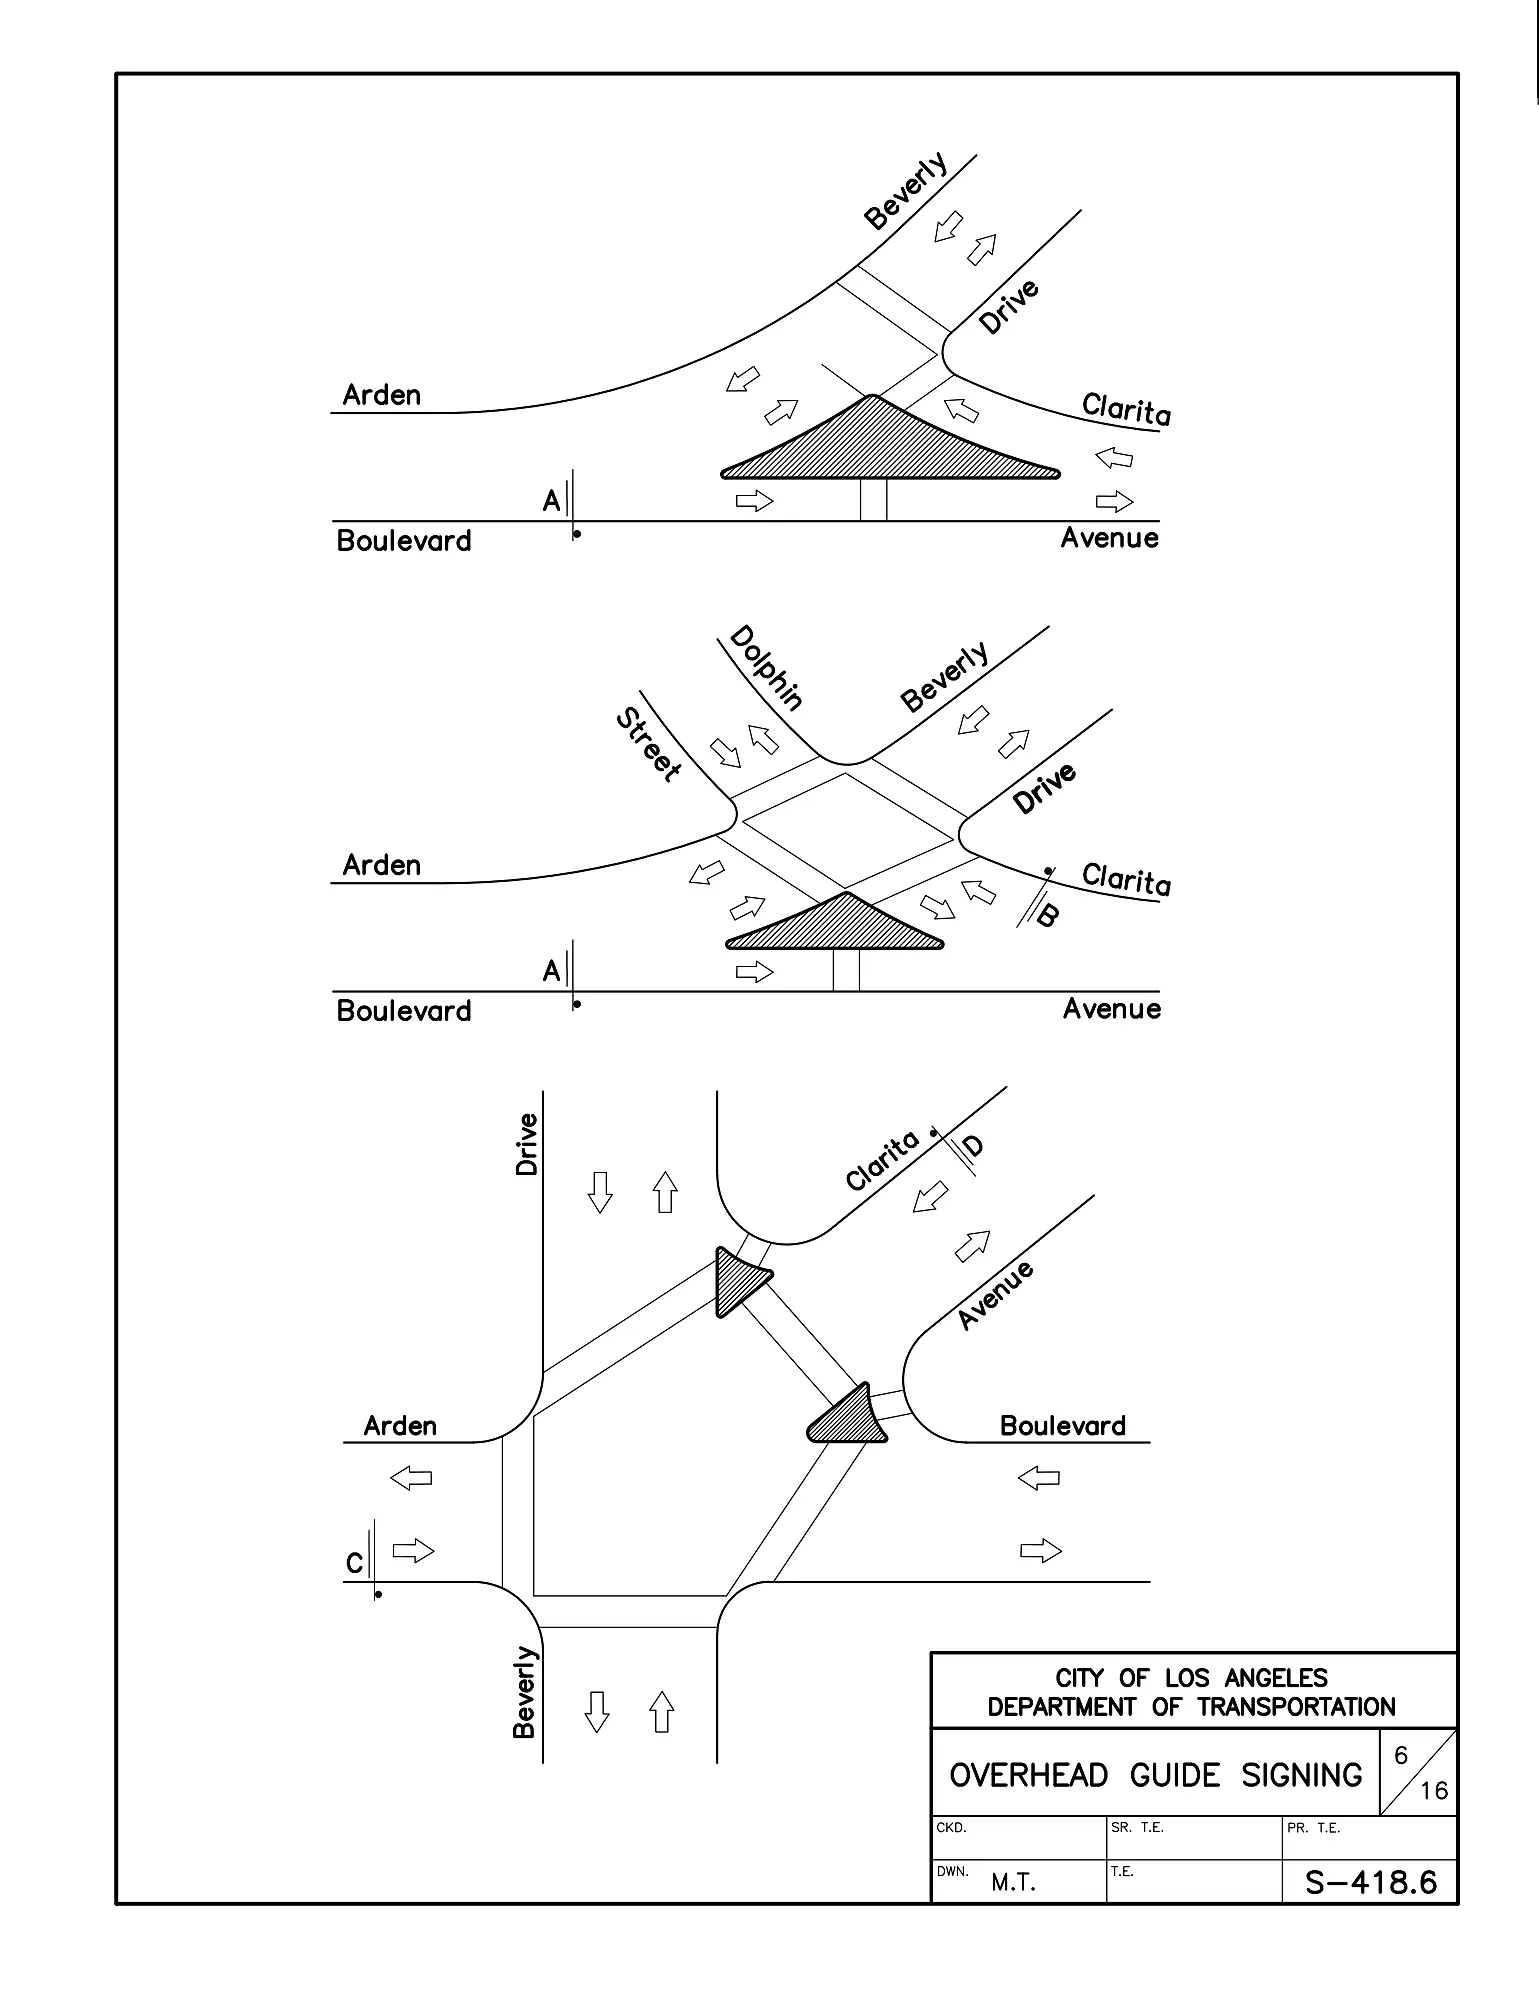 Beverly
Drive
Arden
Clarita
A
Boulevard
Avenue
Dolphin
Beverly
Street
Drive
Arden
Clarita
B
A
Boulevard
Avenue
Drive
Clarita
D
Avenue
Arden
Boulevard
C
Beverly
CITY OF LOS ANGELES
DEPARTMENT OF TRANSPORTATION
OVERHEAD GUIDE SIGNING
6
16
CKD.
SR. T.E.
PR. T.E.
DWN. M.T.
T.E.
S-418.6